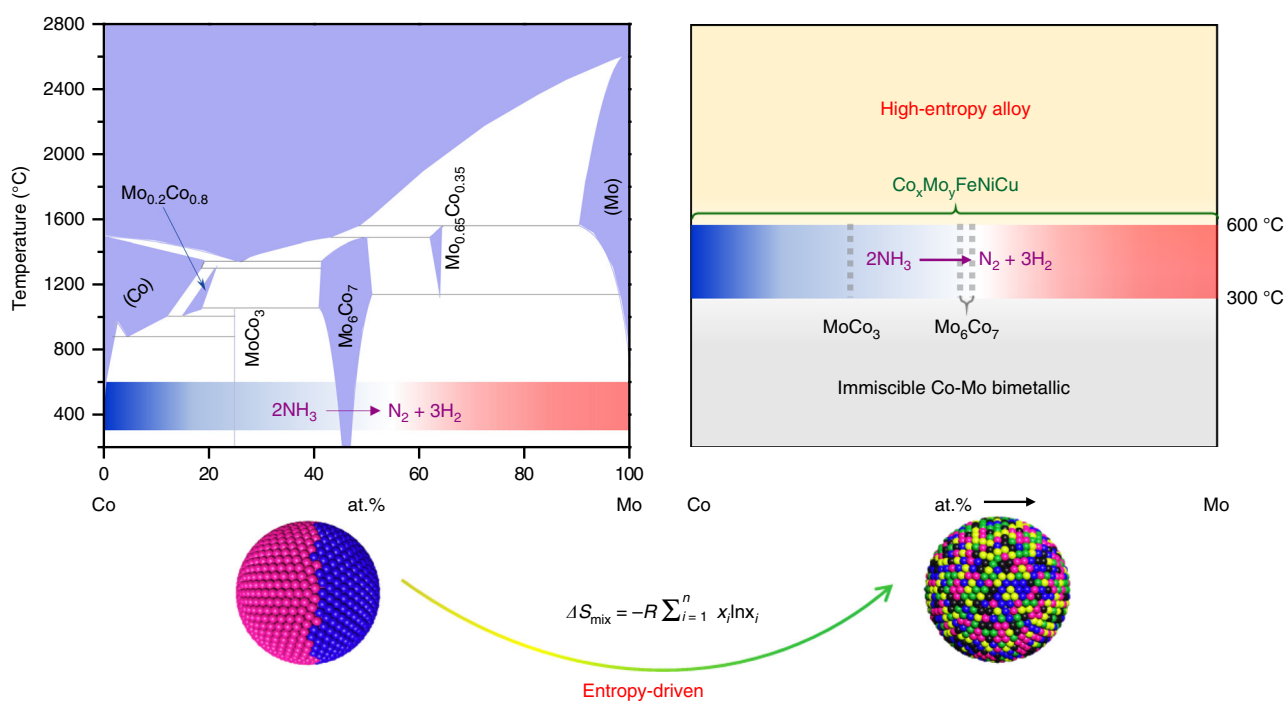 2800
2400
2000
1600
1200
800
400
Temperature (°C)
Mo0.2Co0.8
(Co)
MoCo3
Mo6Co7
Mo0.65Co0.35
(Mo)
2NH3 N2 + 3H2
0 20 40 60 80 100
Co at.% Mo
High-entropy alloy
CoxMoyFeNiCu
600 °C
2NH3 N2 + 3H2
300 °C
MoCo3 Mo6Co7
Immiscible Co-Mo bimetallic
Co at.% Mo
ΔSmix = –R ∑ n i = 1 xilnxi
Entropy-driven